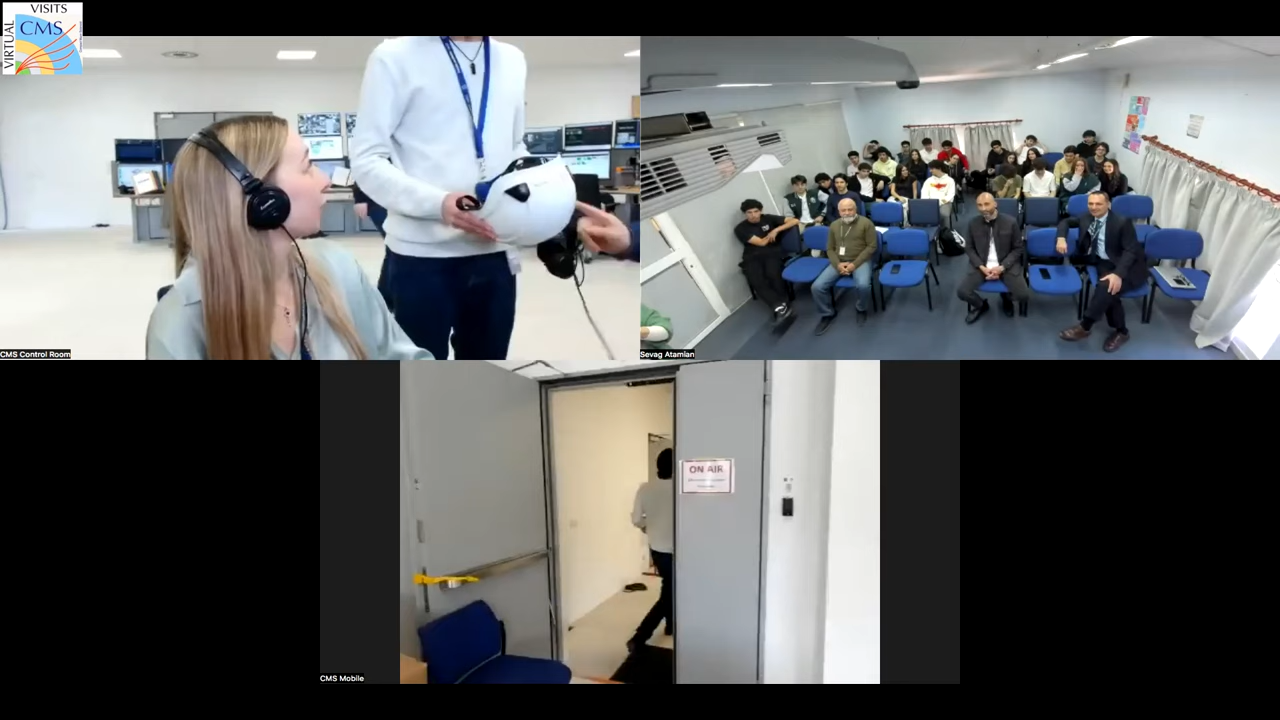 VISITS
VIRTUAL
CMS
CMS Control Room
Sevag Atamian
ON AIR
CMS Mobile